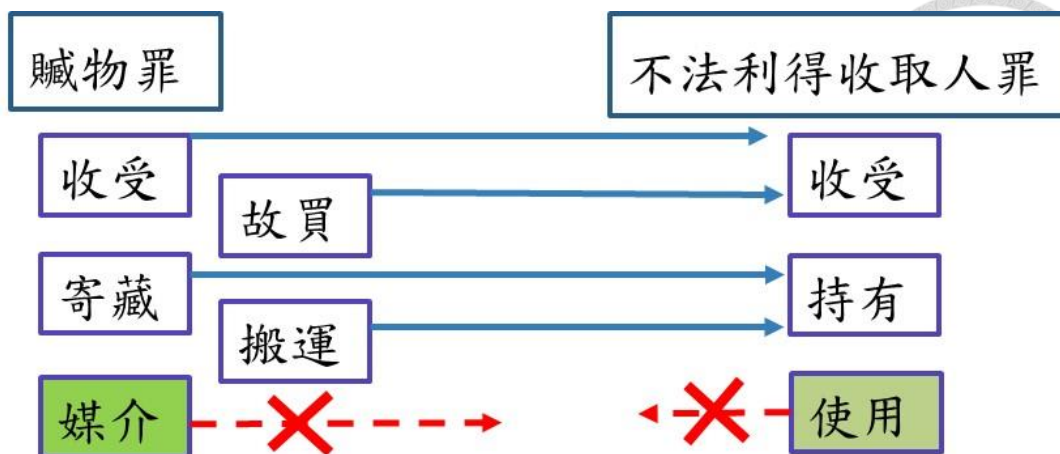 贓物罪
不法利得收取人罪
收受
收受
故買
寄藏
持有
搬運
媒介
使用